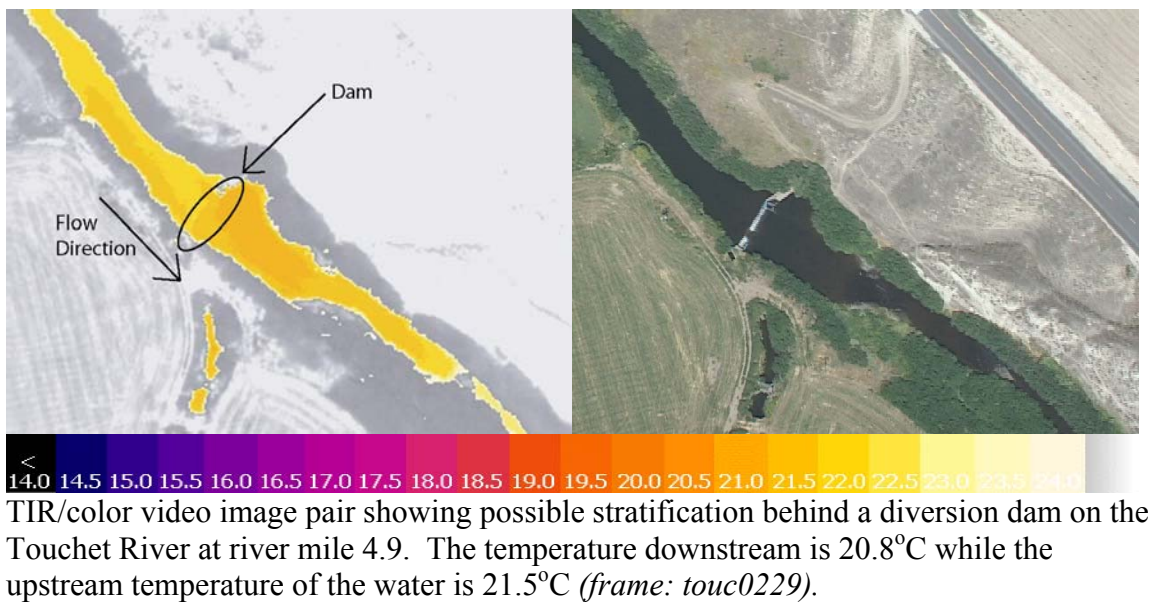 Dam
Flow
Direction
<
14.0 14.5 15.0 15.5 16.0 16.5 17.0 17.5 18.0 18.5 19.0 19.5 20.0 20.5 21.0 21.5 22.0 22.5 23.0 23.5 24.0
TIR/color video image pair showing possible stratification behind a diversion dam on the
Touchet River at river mile 4.9.  The temperature downstream is 20.8°C while the
upstream temperature of the water is 21.5°C (frame: touc0229).